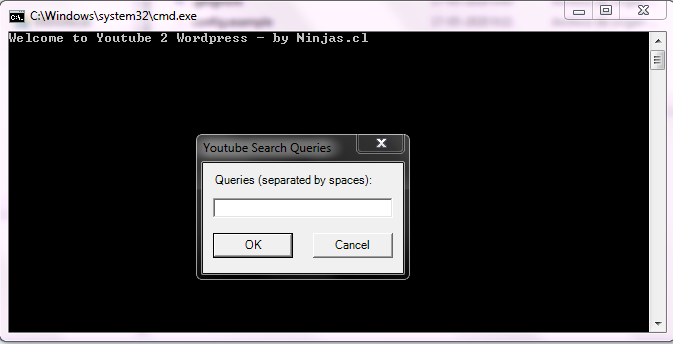 C:\Windows\system32\cmd.exe
Welcome to Youtube 2 Wordpress - by Ninjas.cl
Youtube Search Queries
Queries (separated by spaces):
OK Cancel